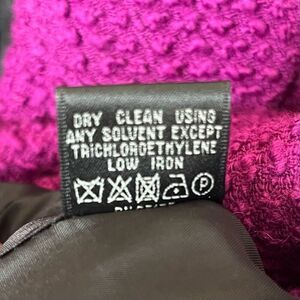 DRY CLEAN USING
ANY SOLVENT EXCEPT
TRICHLOROETHYLENE
LOW IRON
P